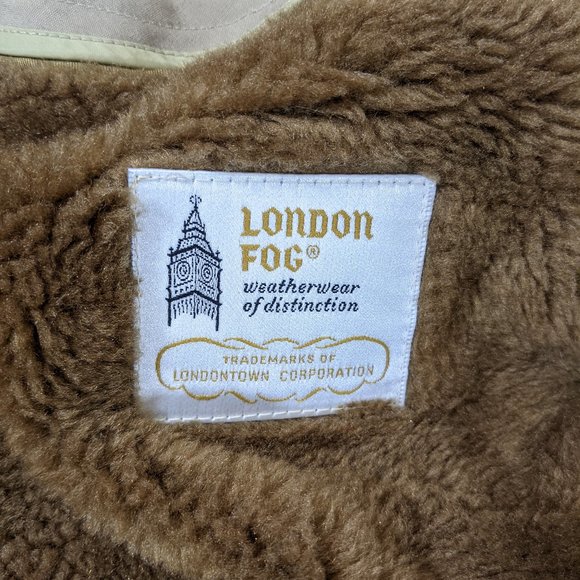 LONDON
FOG®
weatherwear
of distinction
TRADEMARKS OF
LONDONTOWN CORPORATION